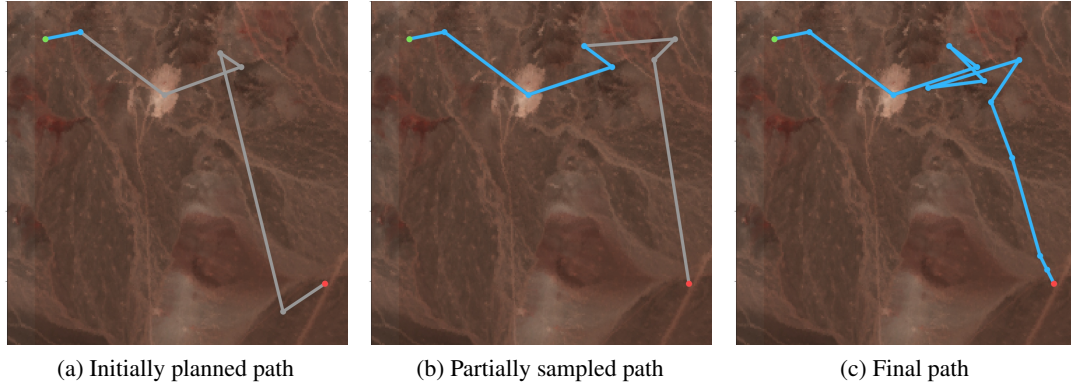 (a) Initially planned path
(b) Partially sampled path
(c) Final path